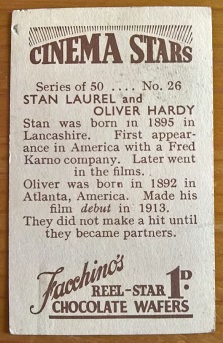 CINEMA STARS
Series of 50 .... No. 26
STAN LAUREL and
OLIVER HARDY
Stan was born in 1895 in
Lancashire. First appear-
ance in America with a Fred
Karno company. Later went
in the films.
Oliver was born in 1892 in
Atlanta, America. Made his
film debut in 1913.
They did not make a hit until
they became partners.
Facchino's
REEL-STAR 1D
CHOCOLATE WAFERS